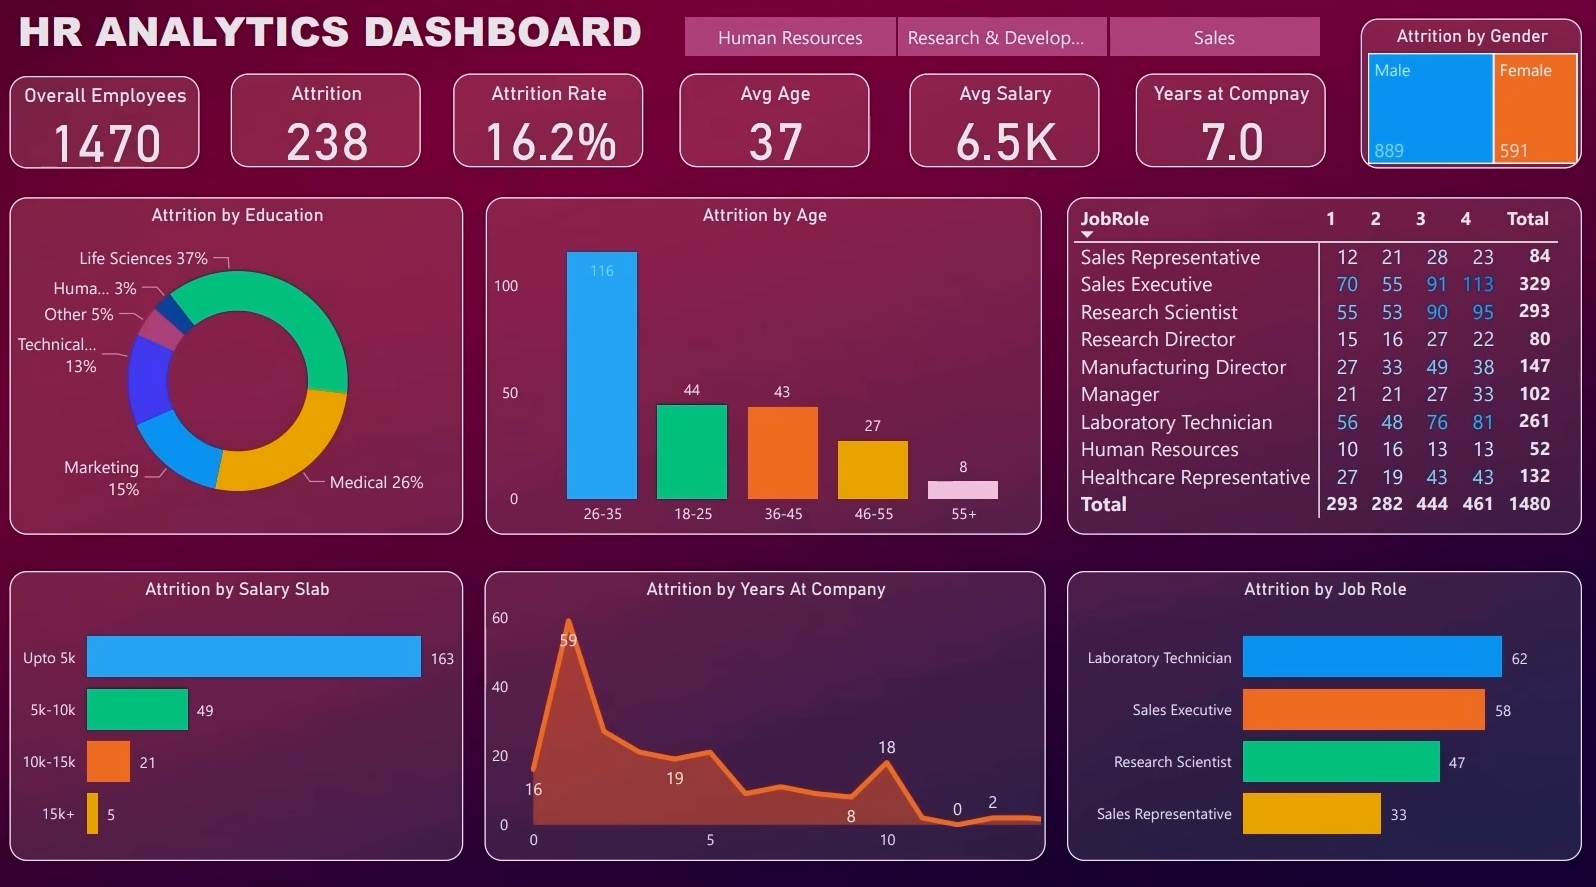 HR ANALYTICS DASHBOARD
Human Resources
Research & Develop...
Sales
Attrition by Gender
Male
Female
889
591
Overall Employees
1470
Attrition
238
Attrition Rate
16.2%
Avg Age
37
Avg Salary
6.5K
Years at Compnay
7.0
Attrition by Education
Life Sciences 37%
Huma... 3%
Other 5%
Technical...
13%
Marketing
15%
Medical 26%
Attrition by Age
100
50
0
116
44
43
27
8
26-35
18-25
36-45
46-55
55+
JobRole 1 2 3 4 Total
Sales Representative 12 21 28 23 84
Sales Executive 70 55 91 113 329
Research Scientist 55 53 90 95 293
Research Director 15 16 27 22 80
Manufacturing Director 27 33 49 38 147
Manager 21 21 27 33 102
Laboratory Technician 56 48 76 81 261
Human Resources 10 16 13 13 52
Healthcare Representative 27 19 43 43 132
Total 293 282 444 461 1480
Attrition by Salary Slab
Upto 5k 163
5k-10k 49
10k-15k 21
15k+ 5
Attrition by Years At Company
60
40
20
0
59
16
19
8
18
0
2
0
5
10
Attrition by Job Role
Laboratory Technician 62
Sales Executive 58
Research Scientist 47
Sales Representative 33